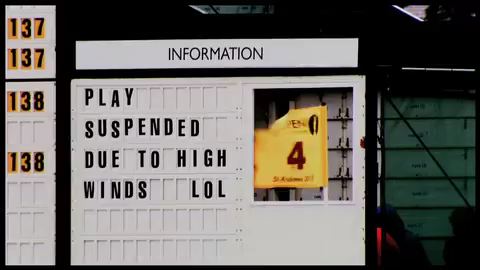 137
137
138
138
INFORMATION
PLAY
SUSPENDED
DUE TO HIGH
WINDS LOL
4